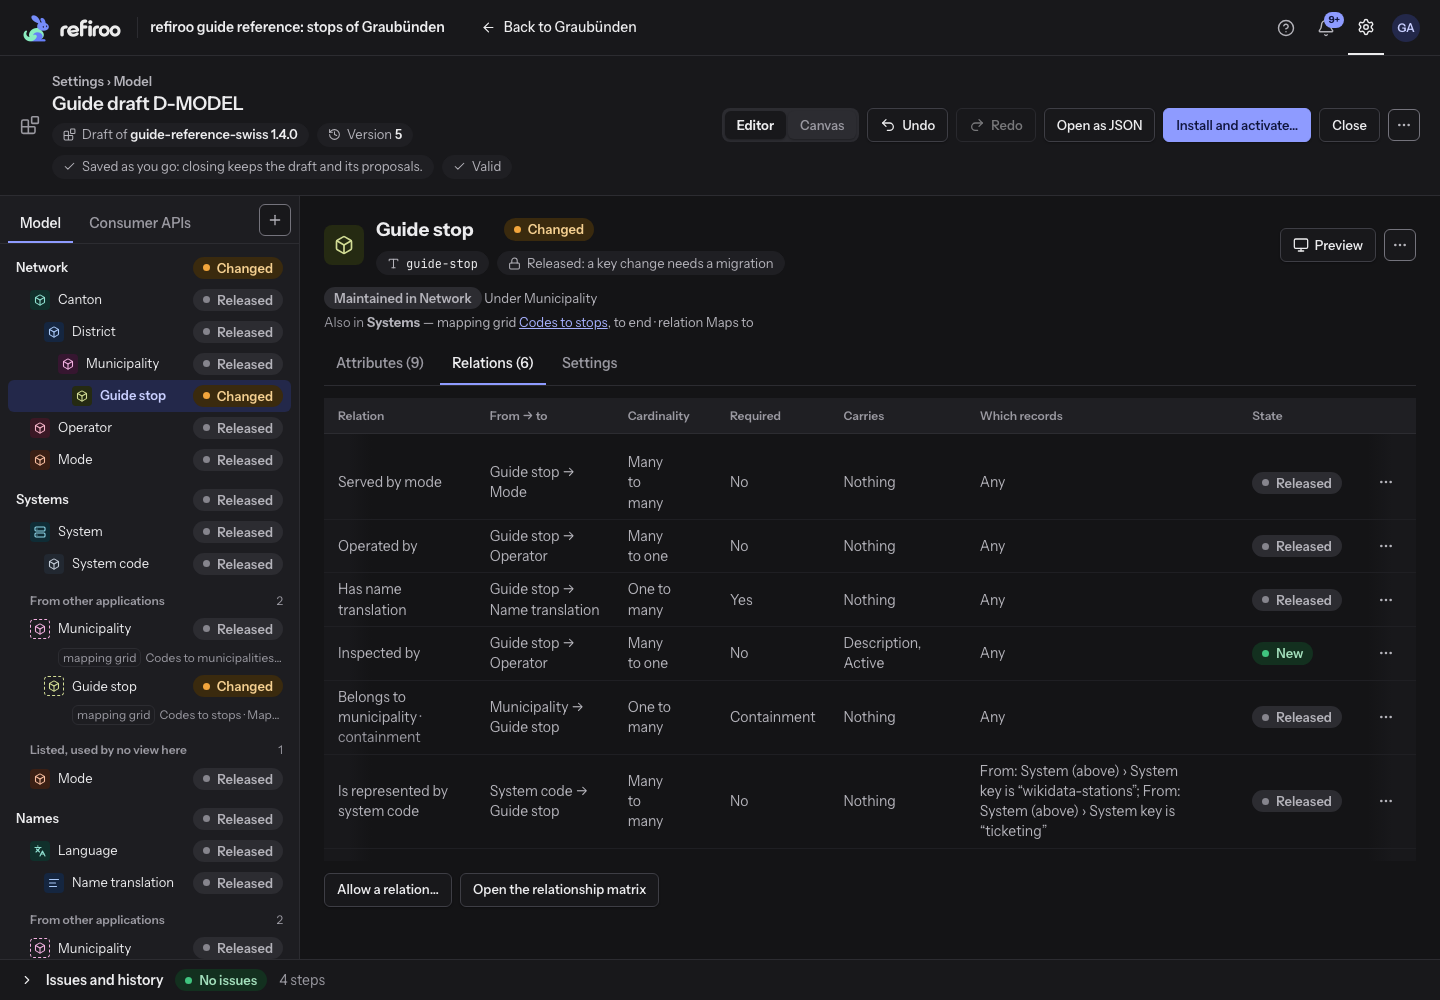 refiroo
refiroo guide reference: stops of Graubünden
← Back to Graubünden
9+
GA
Settings › Model
Guide draft D-MODEL
Draft of guide-reference-swiss 1.4.0
Version 5
Saved as you go: closing keeps the draft and its proposals.
Valid
Editor
Canvas
Undo
Redo
Open as JSON
Install and activate...
Close
Model
Consumer APIs
Network
Changed
Canton
Released
District
Released
Municipality
Released
Guide stop
Changed
Operator
Released
Mode
Released
Systems
Released
System
Released
System code
Released
From other applications
2
Municipality
Released
mapping grid Codes to municipalities...
Guide stop
Changed
mapping grid Codes to stops · Map...
Listed, used by no view here
1
Mode
Released
Names
Released
Language
Released
Name translation
Released
From other applications
2
Municipality
Released
Guide stop
Changed
guide-stop
Released: a key change needs a migration
Preview
Maintained in Network Under Municipality
Also in Systems — mapping grid Codes to stops, to end · relation Maps to
Attributes (9)
Relations (6)
Settings
Relation
From → to
Cardinality
Required
Carries
Which records
State
Served by mode
Guide stop →
Mode
Many
to
many
No
Nothing
Any
Released
Operated by
Guide stop →
Operator
Many
to one
No
Nothing
Any
Released
Has name
translation
Guide stop →
Name translation
One to
many
Yes
Nothing
Any
Released
Inspected by
Guide stop →
Operator
Many
to one
No
Description,
Active
Any
New
Belongs to
municipality ·
containment
Municipality →
Guide stop
One to
many
Containment
Nothing
Any
Released
Is represented by
system code
System code →
Guide stop
Many
to
many
No
Nothing
From: System (above) › System
key is “wikidata-stations”; From:
System (above) › System key is
“ticketing”
Released
Allow a relation...
Open the relationship matrix
Issues and history
No issues
4 steps